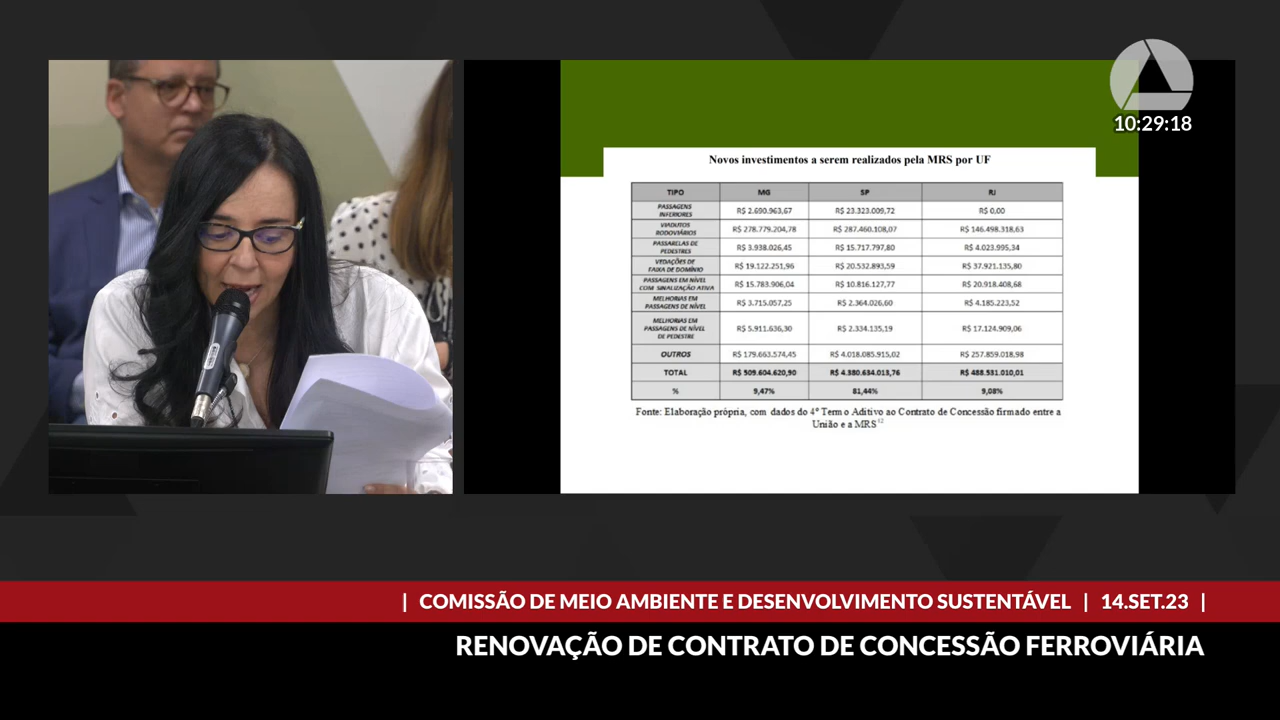 10:29:18
Novos investimentos a serem realizados pela MRS por UF
TIPO MG SP RJ
PASSAGENS INFERIORES R$ 2.690.963,67 R$ 23.323.009,72 R$ 0,00
VIADUTOS RODOVIÁRIOS R$ 278.779.204,78 R$ 287.460.108,07 R$ 146.498.318,63
PASSARELAS DE PEDESTRES R$ 3.938.026,45 R$ 15.717.797,80 R$ 4.023.995,34
VEDAÇÕES DE FAIXA DE DOMÍNIO R$ 19.122.251,96 R$ 20.532.893,59 R$ 37.921.135,80
PASSAGENS EM NÍVEL COM SINALIZAÇÃO ATIVA R$ 15.783.906,04 R$ 10.816.127,77 R$ 20.918.408,68
MELHORIAS EM PASSAGENS DE NÍVEL R$ 3.715.057,25 R$ 2.364.026,60 R$ 4.185.223,52
MELHORIAS EM PASSAGENS DE NÍVEL DE PEDESTRE R$ 5.911.636,30 R$ 2.334.135,19 R$ 17.124.909,06
OUTROS R$ 179.663.574,45 R$ 4.018.085.915,02 R$ 257.859.018,98
TOTAL R$ 509.604.620,90 R$ 4.380.634.013,76 R$ 488.531.010,01
% 9,47% 81,44% 9,08%
Fonte: Elaboração própria, com dados do 4º Termo Aditivo ao Contrato de Concessão firmado entre a
União e a MRS
| COMISSÃO DE MEIO AMBIENTE E DESENVOLVIMENTO SUSTENTÁVEL | 14.SET.23 |
RENOVAÇÃO DE CONTRATO DE CONCESSÃO FERROVIÁRIA